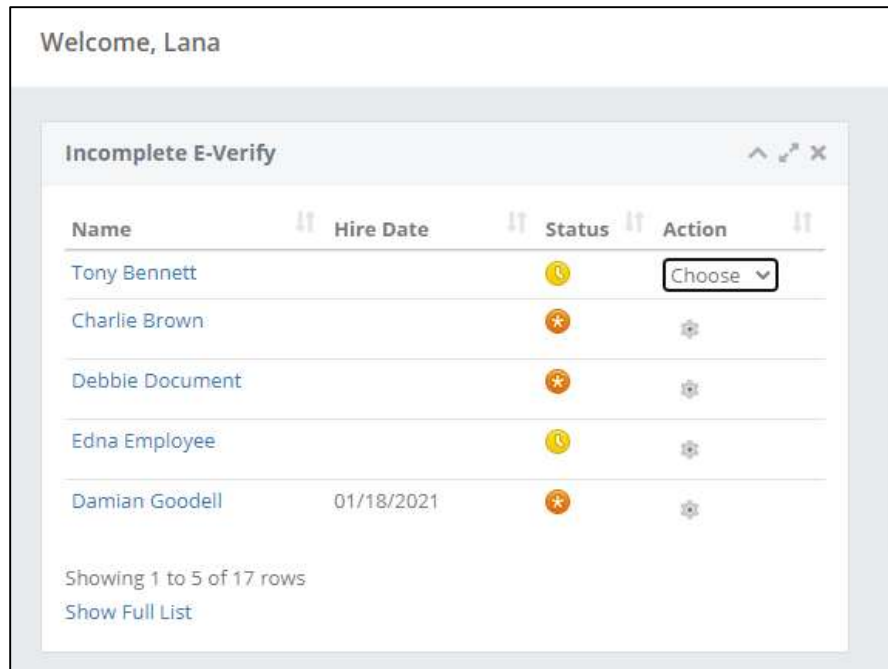 Welcome, Lana
Incomplete E-Verify
Name Hire Date Status Action
Tony Bennett Choose
Charlie Brown
Debbie Document
Edna Employee
Damian Goodell 01/18/2021
Showing 1 to 5 of 17 rows
Show Full List